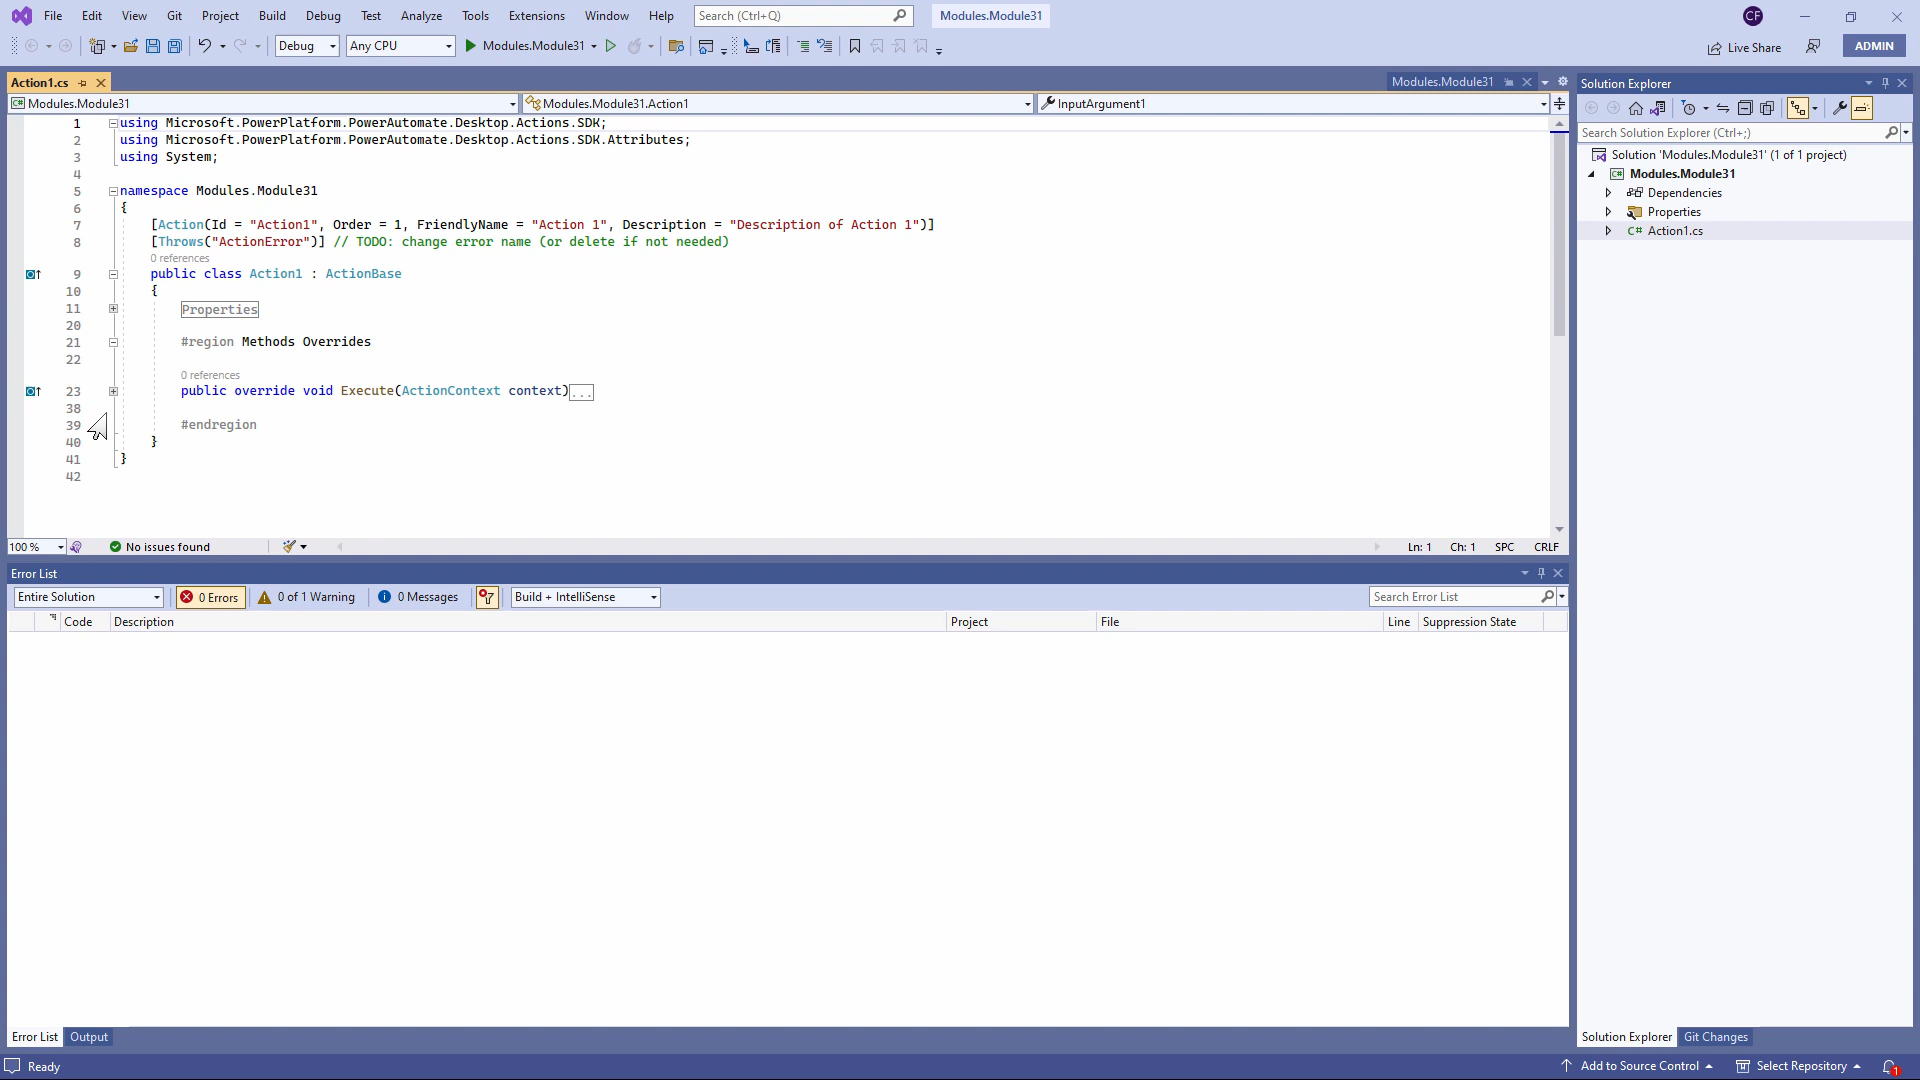 File Edit View Git Project Build Debug Test Analyze Tools Extensions Window Help Search (Ctrl+Q) Modules.Module31 CF
Debug Any CPU Modules.Module31 Live Share ADMIN
Action1.cs Modules.Module31
Modules.Module31 Modules.Module31.Action1 InputArgument1
1 using Microsoft.PowerPlatform.PowerAutomate.Desktop.Actions.SDK;
2 using Microsoft.PowerPlatform.PowerAutomate.Desktop.Actions.SDK.Attributes;
3 using System;
4
5 namespace Modules.Module31
6 {
7 [Action(Id = "Action1", Order = 1, FriendlyName = "Action 1", Description = "Description of Action 1")]
8 [Throws("ActionError")] // TODO: change error name (or delete if not needed)
0 references
9 public class Action1 : ActionBase
10 {
11 Properties
20
21 #region Methods Overrides
22
0 references
23 public override void Execute(ActionContext context)...
38
39 #endregion
40 }
41 }
42
100 % No issues found Ln: 1 Ch: 1 SPC CRLF
Error List
Entire Solution 0 Errors 0 of 1 Warning 0 Messages Build + IntelliSense Search Error List
Code Description Project File Line Suppression State
Error List Output
Solution Explorer
Search Solution Explorer (Ctrl+;)
Solution 'Modules.Module31' (1 of 1 project)
C# Modules.Module31
Dependencies
Properties
C# Action1.cs
Solution Explorer Git Changes
Ready Add to Source Control Select Repository 1